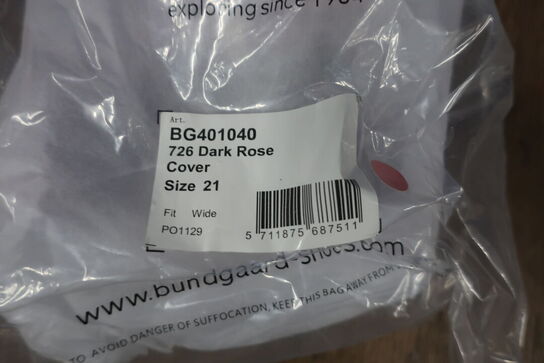 exploring since
Art.
BG401040
726 Dark Rose
Cover
Size 21
Fit Wide
PO1129
5 711875 687511
www.bundgaard-shoes.com
TO AVOID DANGER OF SUFFOCATION, KEEP THIS BAG AWAY FROM